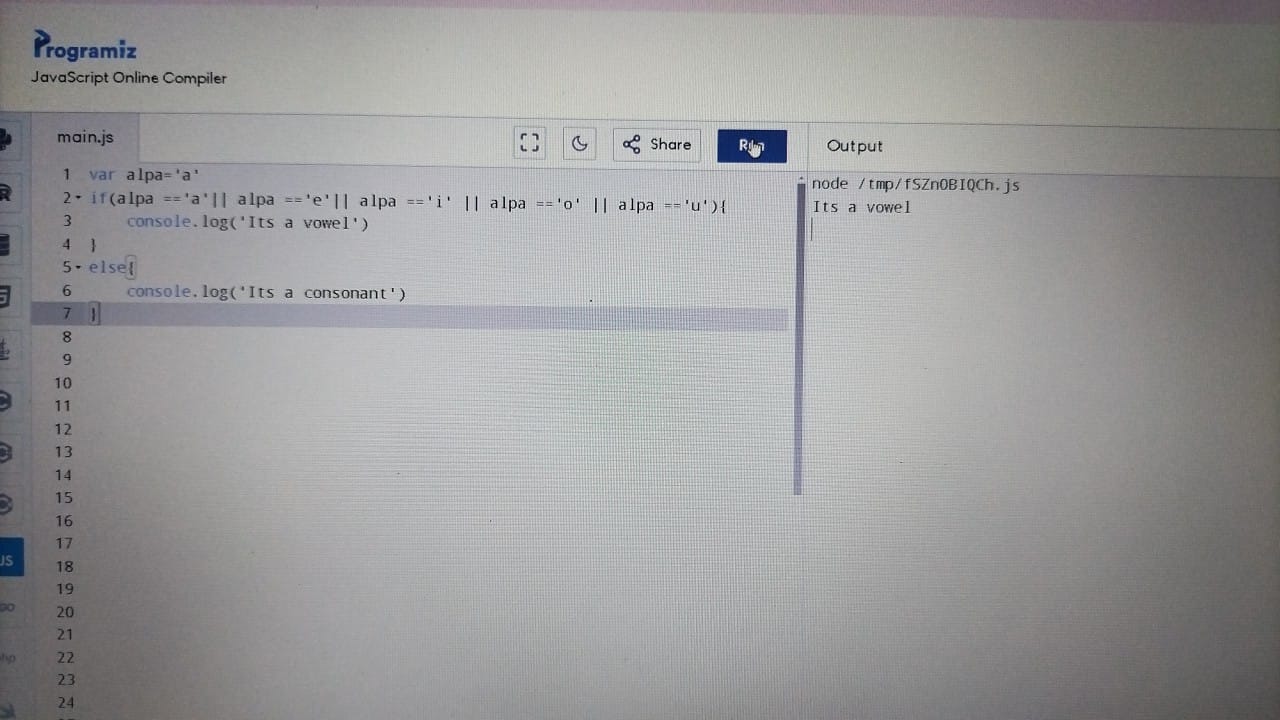 Programiz
JavaScript Online Compiler
main.js
Share
Run
Output
1 var alpa='a'
2 if(alpa =='a'|| alpa =='e'|| alpa =='i' || alpa =='o' || alpa =='u'){
3 console.log('Its a vowel')
4 }
5 else{
6 console.log('Its a consonant')
7 }
8
9
10
11
12
13
14
15
16
17
18
19
20
21
22
23
24
node /tmp/fSZnOBIQCh.js
Its a vowel
R
JS